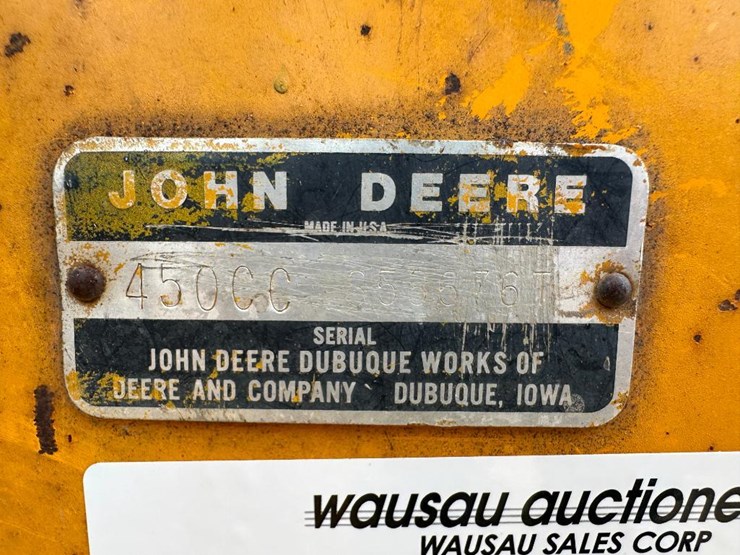 JOHN DEERE
MADE IN U.S.A
450CC
SERIAL
JOHN DEERE DUBUQUE WORKS OF
DEERE AND COMPANY DUBUQUE, IOWA
wausau auctione
WAUSAU SALES CORP